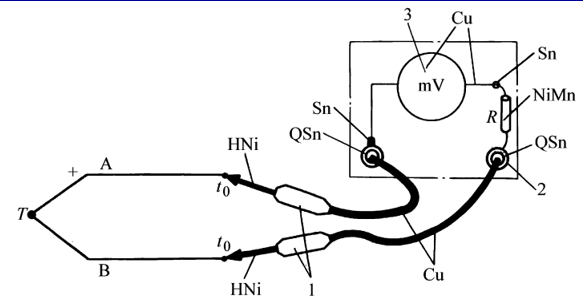 3
Cu
Sn
mV
NiMn
R
Sn
QSn
QSn
HNi
2
+ A
t₀
T
t₀
B
Cu
HNi
1